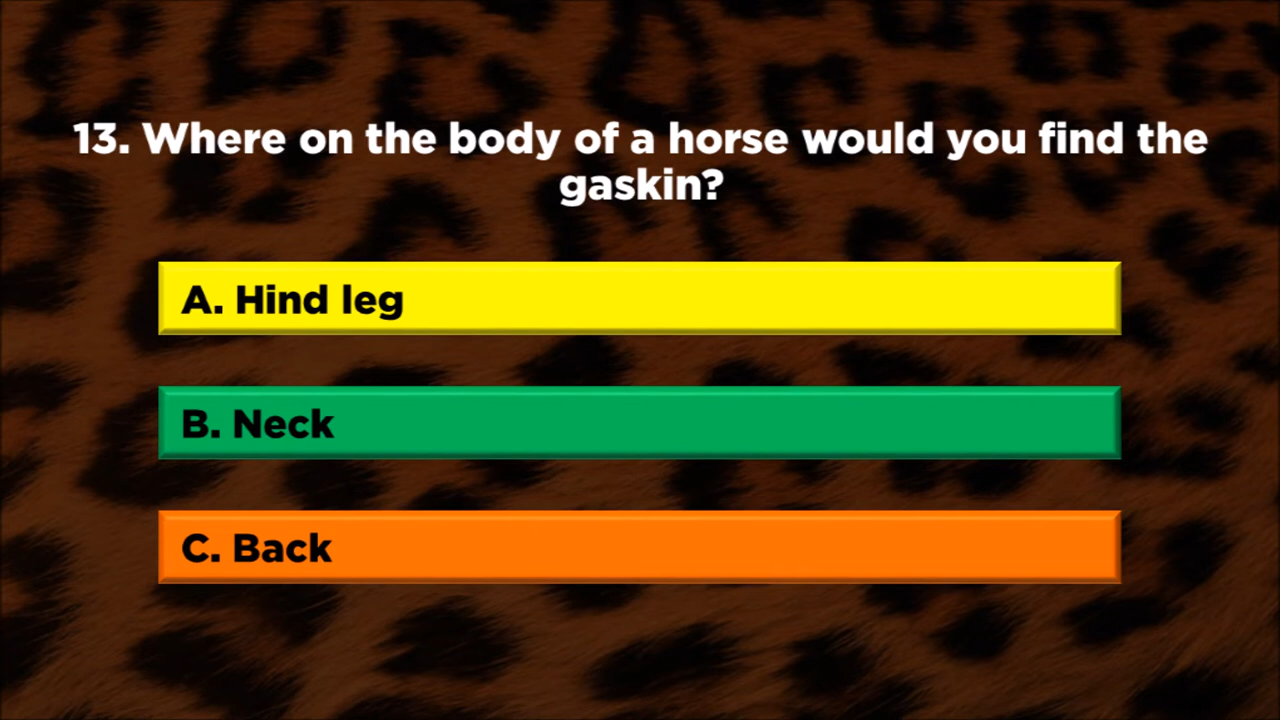 13. Where on the body of a horse would you find the
gaskin?
A. Hind leg
B. Neck
C. Back